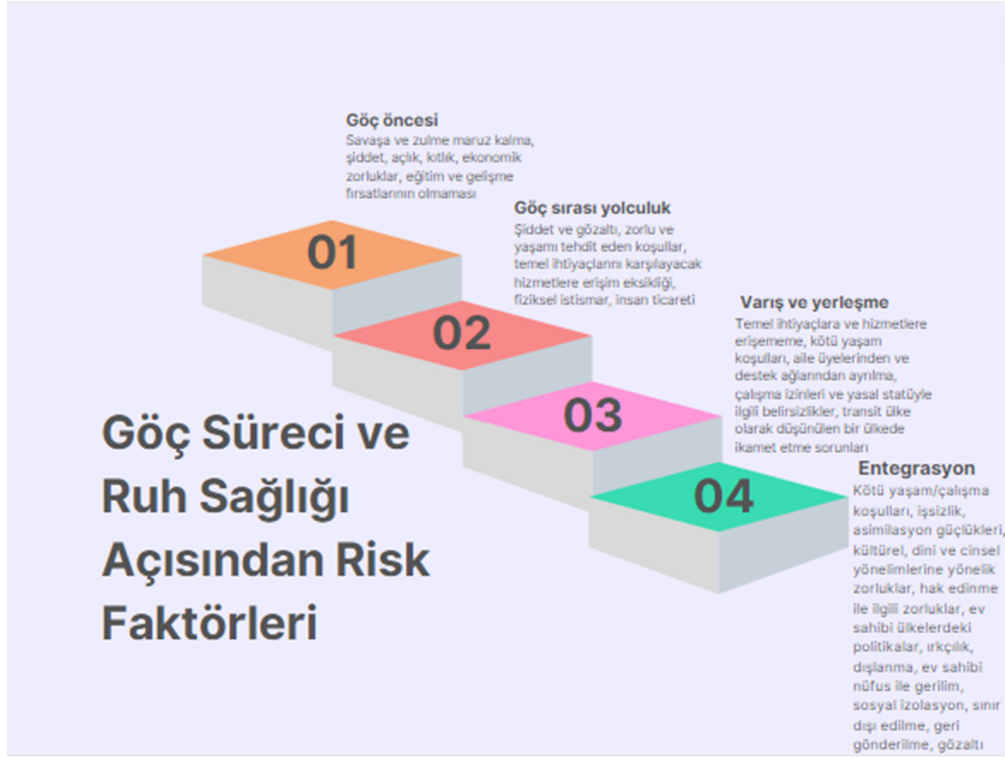 Göç öncesi
Savaşa ve zulme maruz kalma,
şiddet, açlık, kıtlık, ekonomik
zorluklar, eğitim ve gelişme
fırsatlarının olmaması
01
Göç sırası yolculuk
Şiddet ve gözaltı, zorlu ve
yaşamı tehdit eden koşullar,
temel ihtiyaçlarını karşılayacak
hizmetlere erişim eksikliği,
fiziksel istismar, insan ticareti
02
Varış ve yerleşme
Temel ihtiyaçlara ve hizmetlere
erişememe, kötü yaşam
koşulları, aile üyelerinden ve
destek ağlarından ayrılma,
çalışma izinleri ve yasal statüyle
ilgili belirsizlikler, transit ülke
olarak düşünülen bir ülkede
ikamet etme sorunları
03
Entegrasyon
Kötü yaşam/çalışma
koşulları, işsizlik,
asimilasyon güçlükleri,
kültürel, dini ve cinsel
yönelimlerine yönelik
zorluklar, hak edinme
ile ilgili zorluklar, ev
sahibi ülkelerdeki
politikalar, ırkçılık,
dışlanma, ev sahibi
nüfus ile gerilim,
sosyal izolasyon, sınır
dışı edilme, geri
gönderilme, gözaltı
04
Göç Süreci ve
Ruh Sağlığı
Açısından Risk
Faktörleri